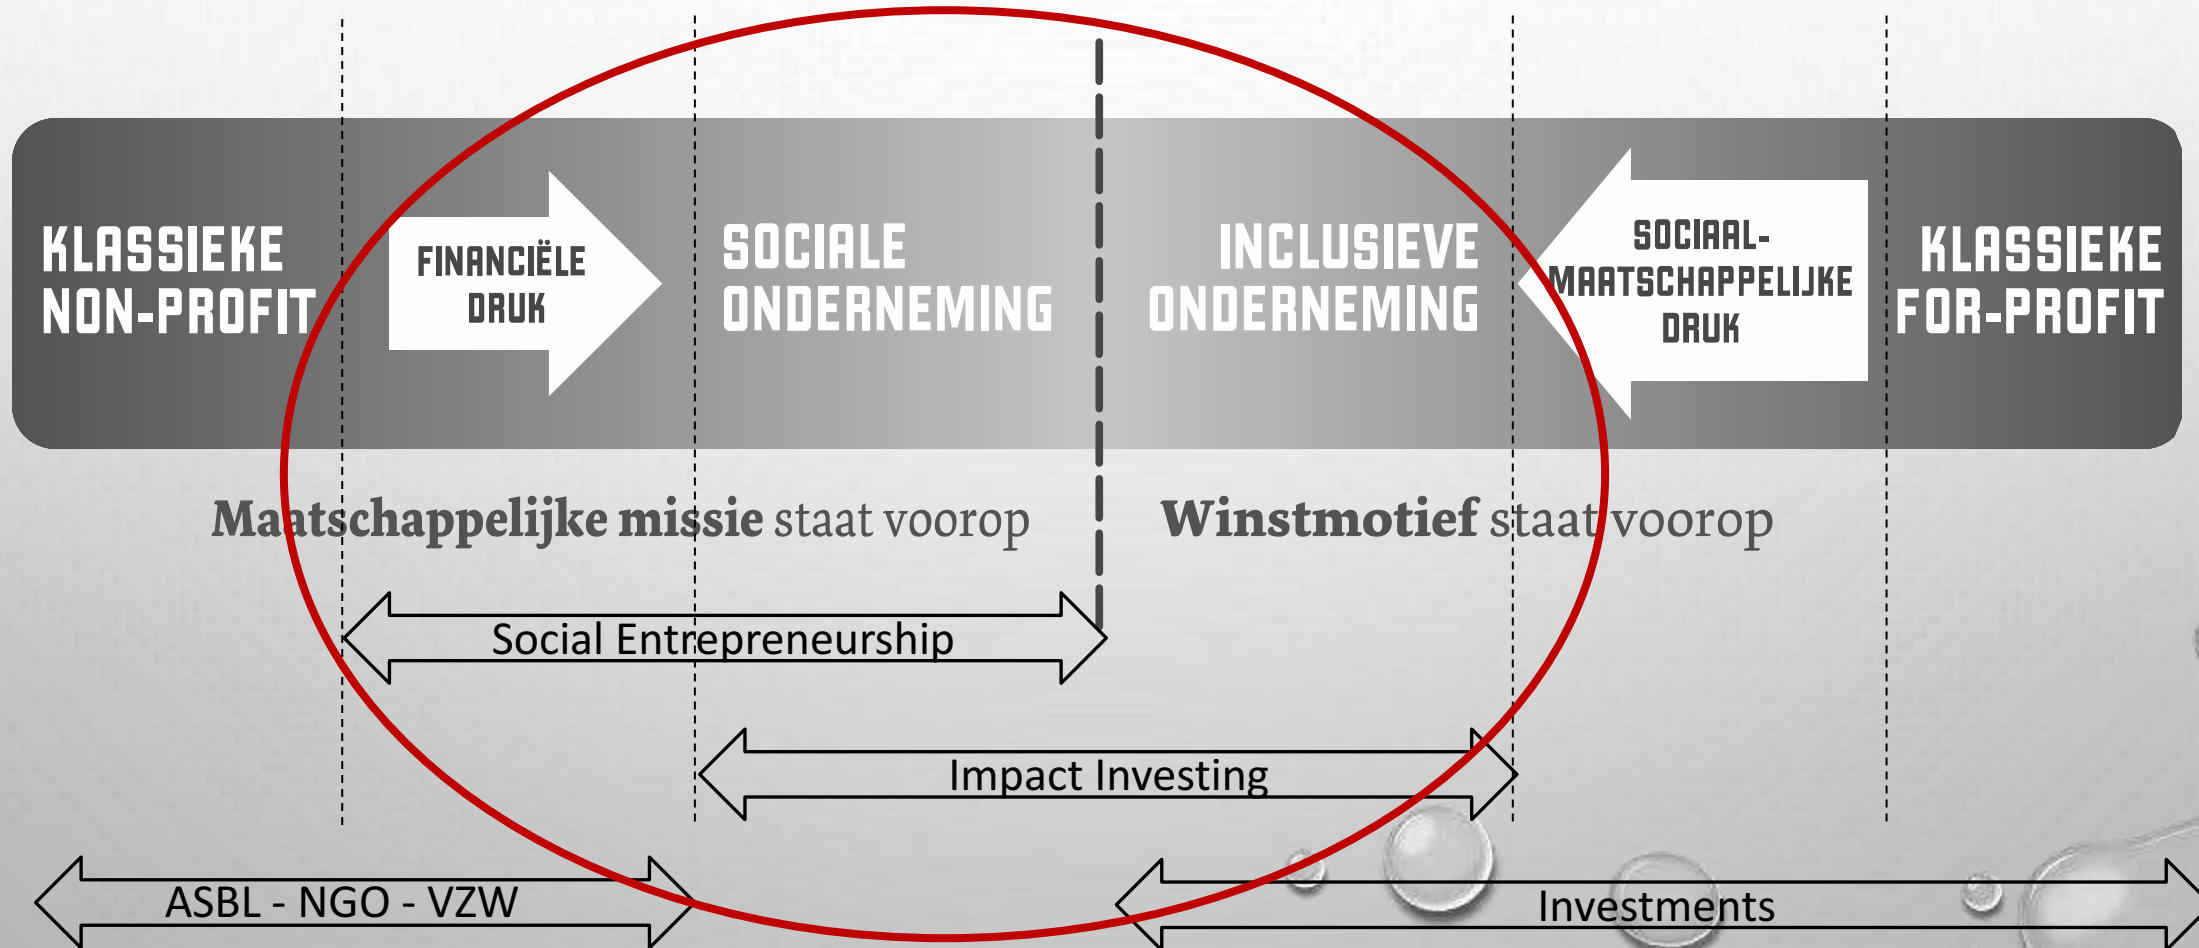 KLASSIEKE
NON-PROFIT
FINANCIËLE
DRUK
SOCIALE
ONDERNEMING
INCLUSIEVE
ONDERNEMING
SOCIAAL-
MAATSCHAPPELIJKE
DRUK
KLASSIEKE
FOR-PROFIT
Maatschappelijke missie staat voorop
Winstmotief staat voorop
Social Entrepreneurship
Impact Investing
ASBL - NGO - VZW
Investments